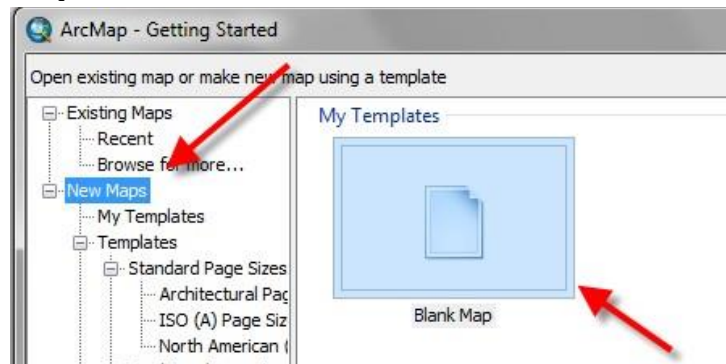 ArcMap - Getting Started
Open existing map or make new map using a template
Existing Maps
Recent
Browse for more...
New Maps
My Templates
Templates
Standard Page Sizes
Architectural Pag
ISO (A) Page Siz
North American (
My Templates
Blank Map